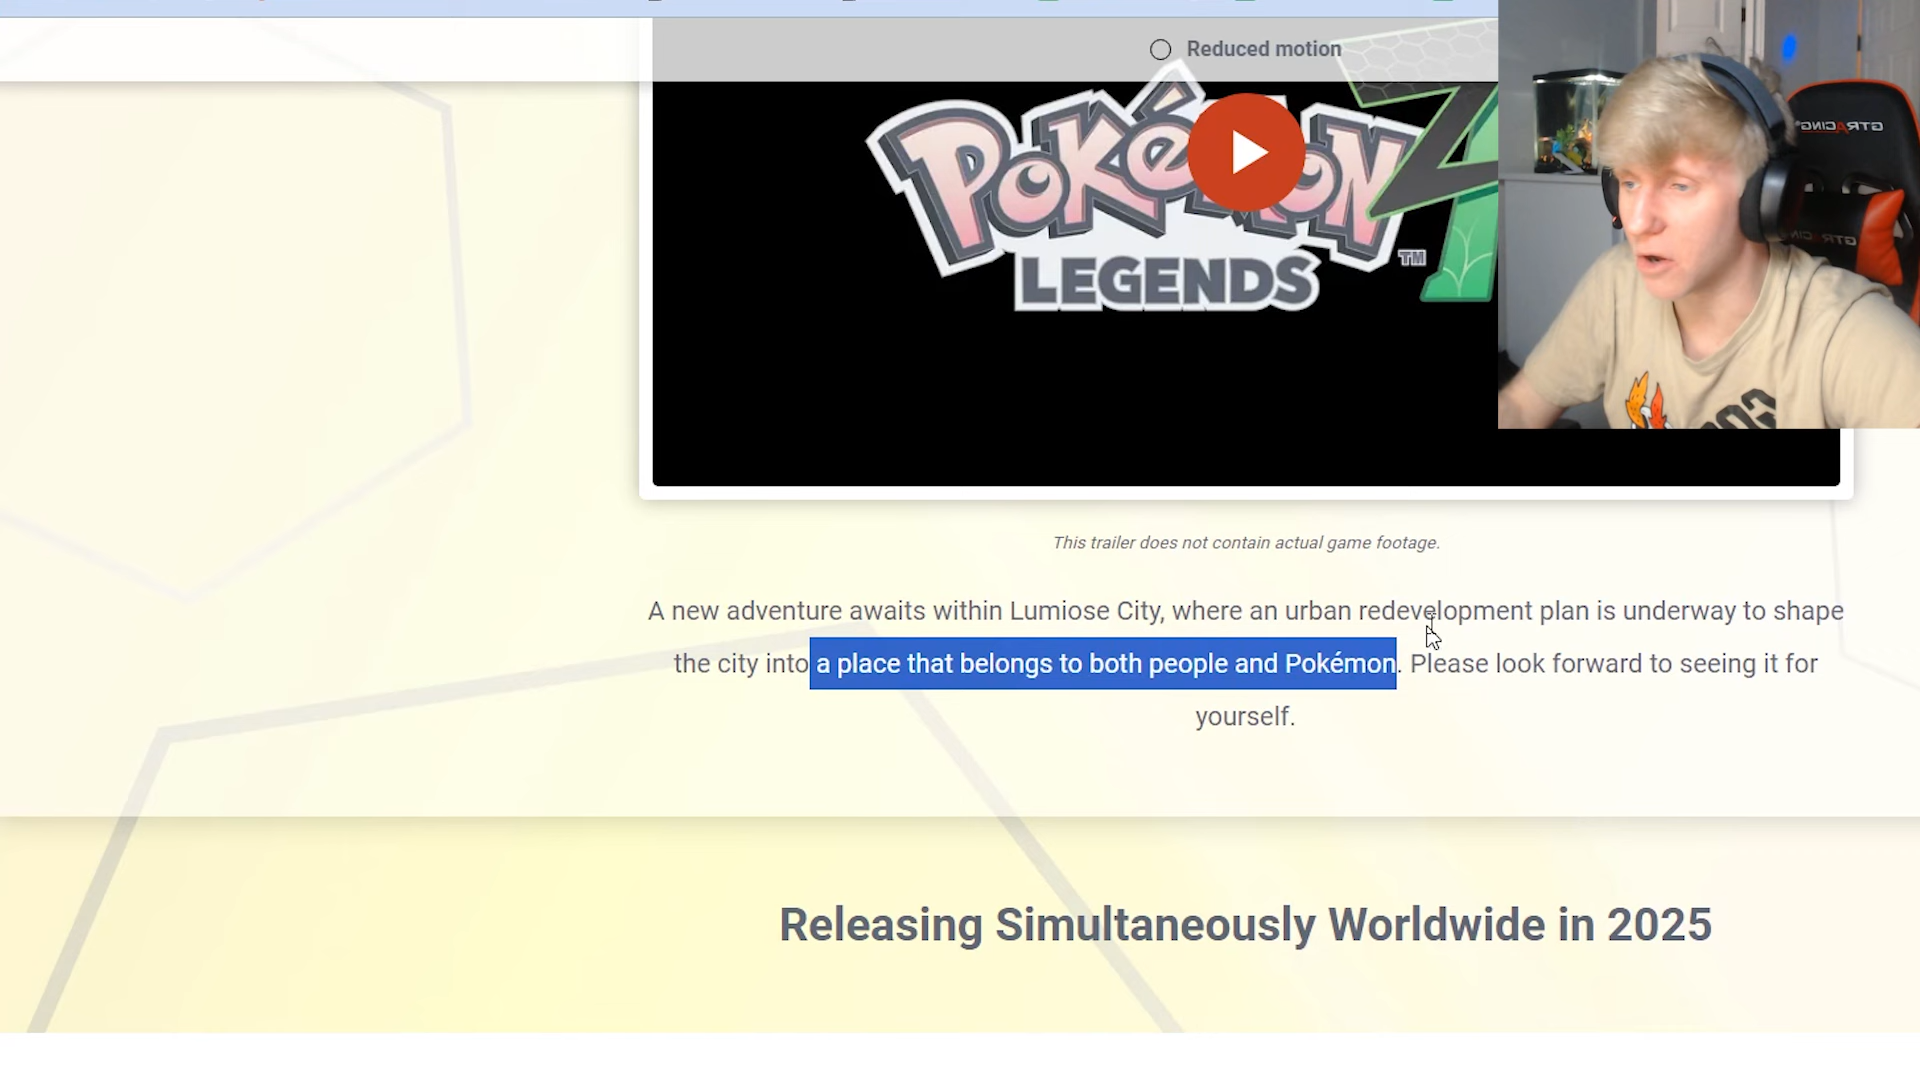 Reduced motion
POKéMON
LEGENDS
TM
GTRACING
GTRACING
This trailer does not contain actual game footage.
A new adventure awaits within Lumiose City, where an urban redevelopment plan is underway to shape
the city into a place that belongs to both people and Pokémon. Please look forward to seeing it for
yourself.
Releasing Simultaneously Worldwide in 2025